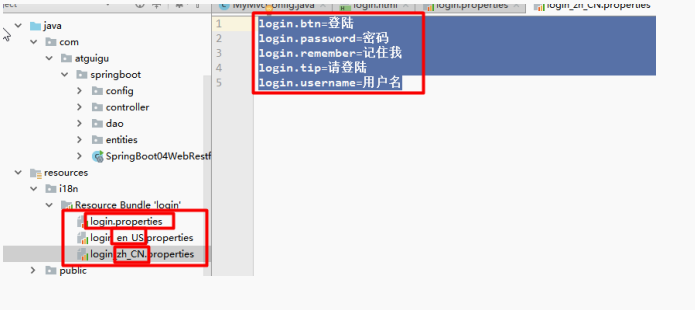 MyMvcConfig.java
login.html
login.properties
login_zh_CN.properties
java
com
atguigu
springboot
config
controller
dao
entities
SpringBoot04WebRestf
resources
i18n
Resource Bundle 'login'
login.properties
login_en_US.properties
login_zh_CN.properties
public
1 login.btn=登陆
2 login.password=密码
3 login.remember=记住我
4 login.tip=请登陆
5 login.username=用户名